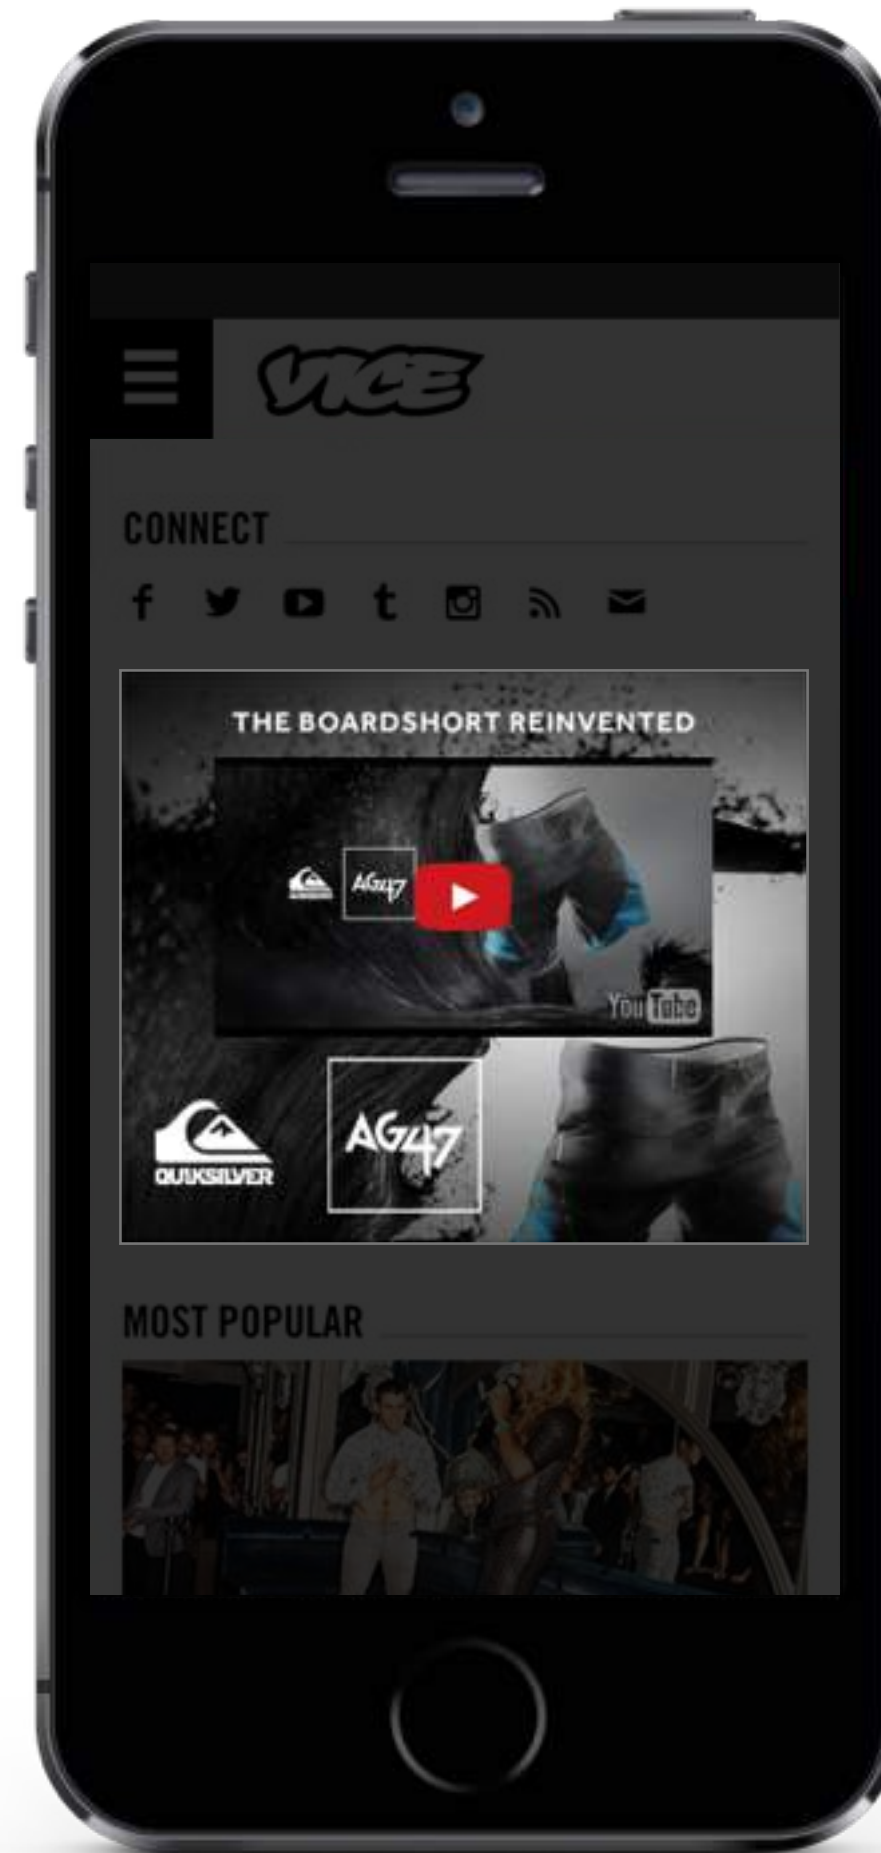 VICE
CONNECT
THE BOARDSHORT REINVENTED
AG47
YouTube
QUIKSILVER
AG47
MOST POPULAR